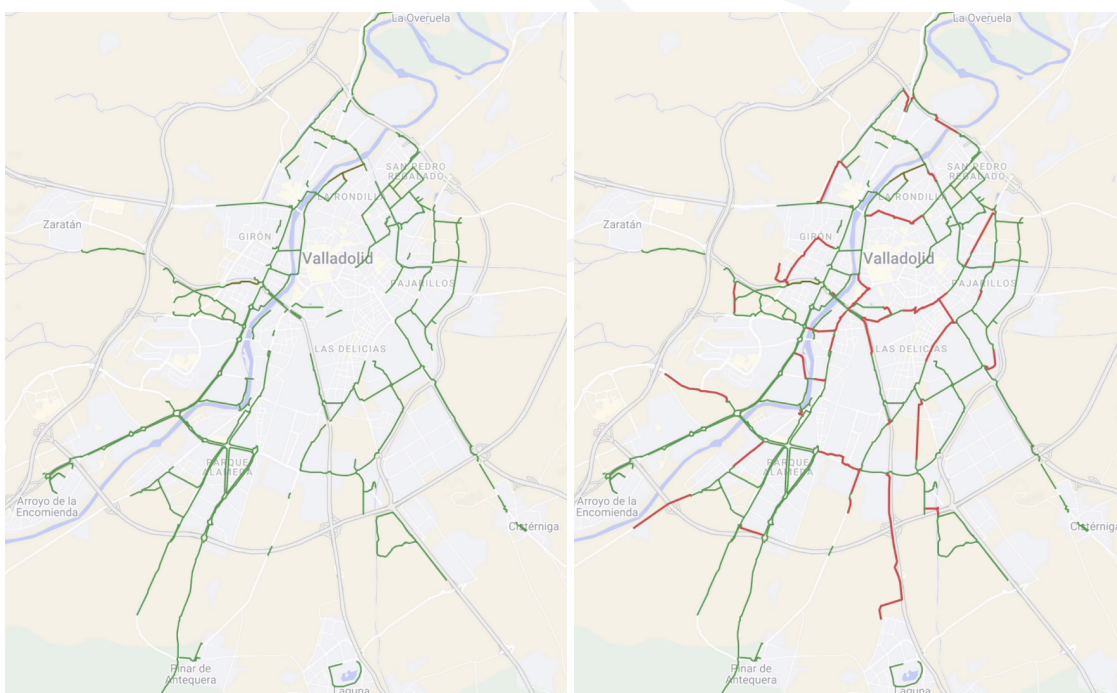 La Overuela
SAN PEDRO
REGALADO
LA RONDILLA
Zaratán
GIRÓN
Valladolid
PAJARILLOS
LAS DELICIAS
PARQUE
ALAMEDA
Arroyo de la
Encomienda
Cistérniga
Pinar de
Antequera
Laguna
La Overuela
SAN PEDRO
REGALADO
LA RONDILLA
Zaratán
GIRÓN
Valladolid
PAJARILLOS
LAS DELICIAS
PARQUE
ALAMEDA
Arroyo de la
Encomienda
Cistérniga
Pinar de
Antequera
Laguna